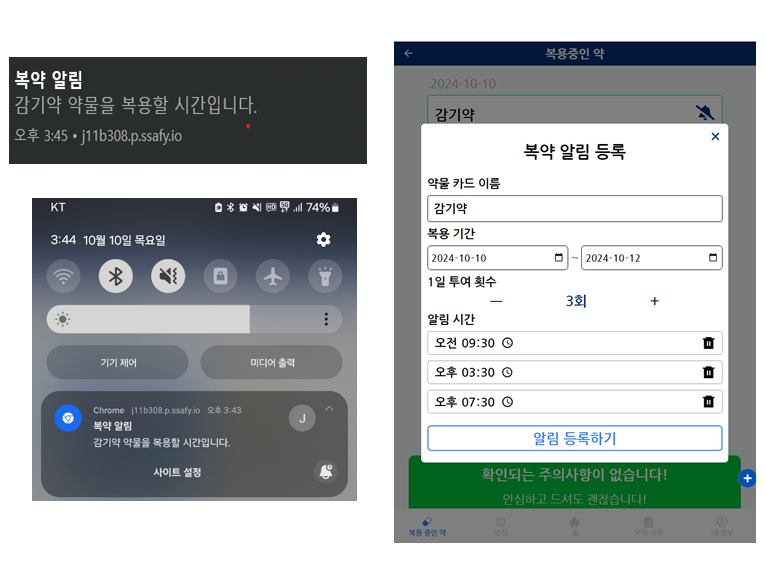 복약 알림
감기약 약물을 복용할 시간입니다.
오후 3:45 • j11b308.p.ssafy.io
KT
HD
5G
74%
3:44 10월 10일 목요일
기기 제어
미디어 출력
Chrome j11b308.p.ssafy.io 오후 3:43
J
복약 알림
감기약 약물을 복용할 시간입니다.
사이트 설정
복용중인 약
2024-10-10
감기약
복약 알림 등록
약물 카드 이름
감기약
복용 기간
2024-10-10 ~ 2024-10-12
1일 투여 횟수
— 3회 +
알림 시간
오전 09:30
오후 03:30
오후 07:30
알림 등록하기
확인되는 주의사항이 없습니다!
안심하고 드셔도 괜찮습니다!
복용 중인 약
알람
홈
복약 기록
내 정보